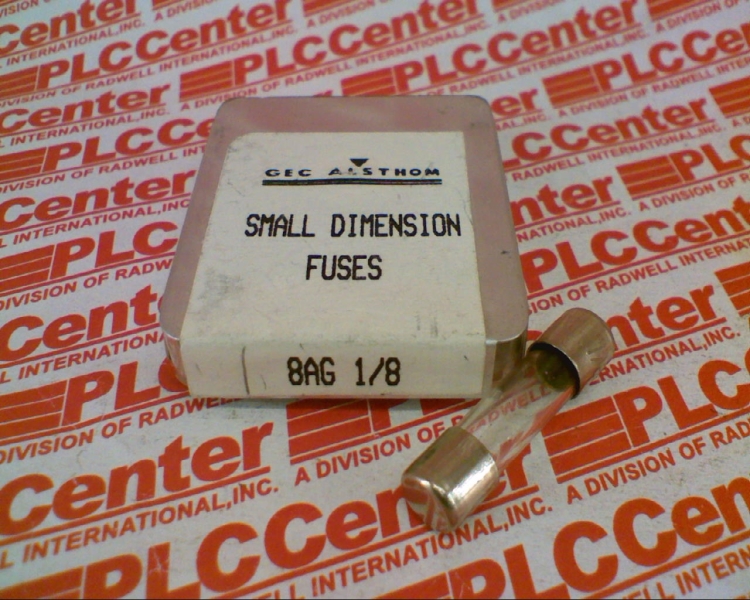 GEC ALSTHOM
SMALL DIMENSION
FUSES
8AG 1/8
PLCCenter
A DIVISION OF RADWELL INTERNATIONAL, INC.